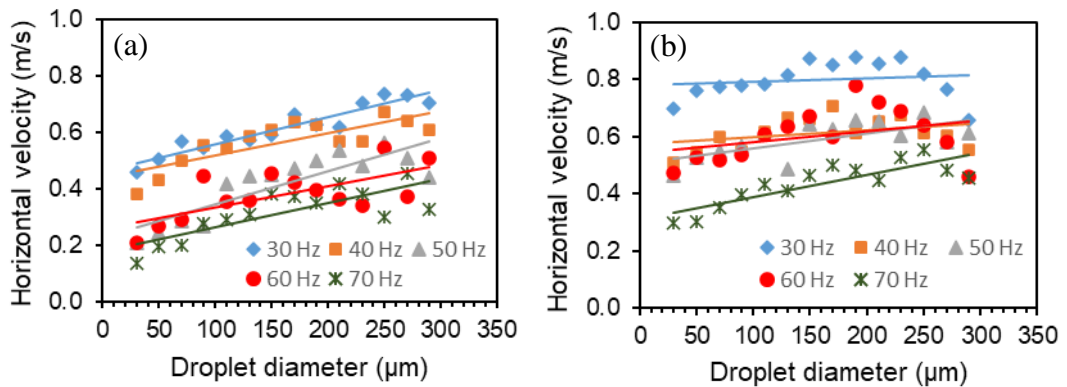 (a)
Horizontal velocity (m/s)
1.0
0.8
0.6
0.4
0.2
0.0
30 Hz 40 Hz 50 Hz
60 Hz 70 Hz
0 50 100 150 200 250 300 350
Droplet diameter (µm)
(b)
Horizontal velocity (m/s)
1.0
0.8
0.6
0.4
0.2
0.0
30 Hz 40 Hz 50 Hz
60 Hz 70 Hz
0 50 100 150 200 250 300 350
Droplet diameter (µm)